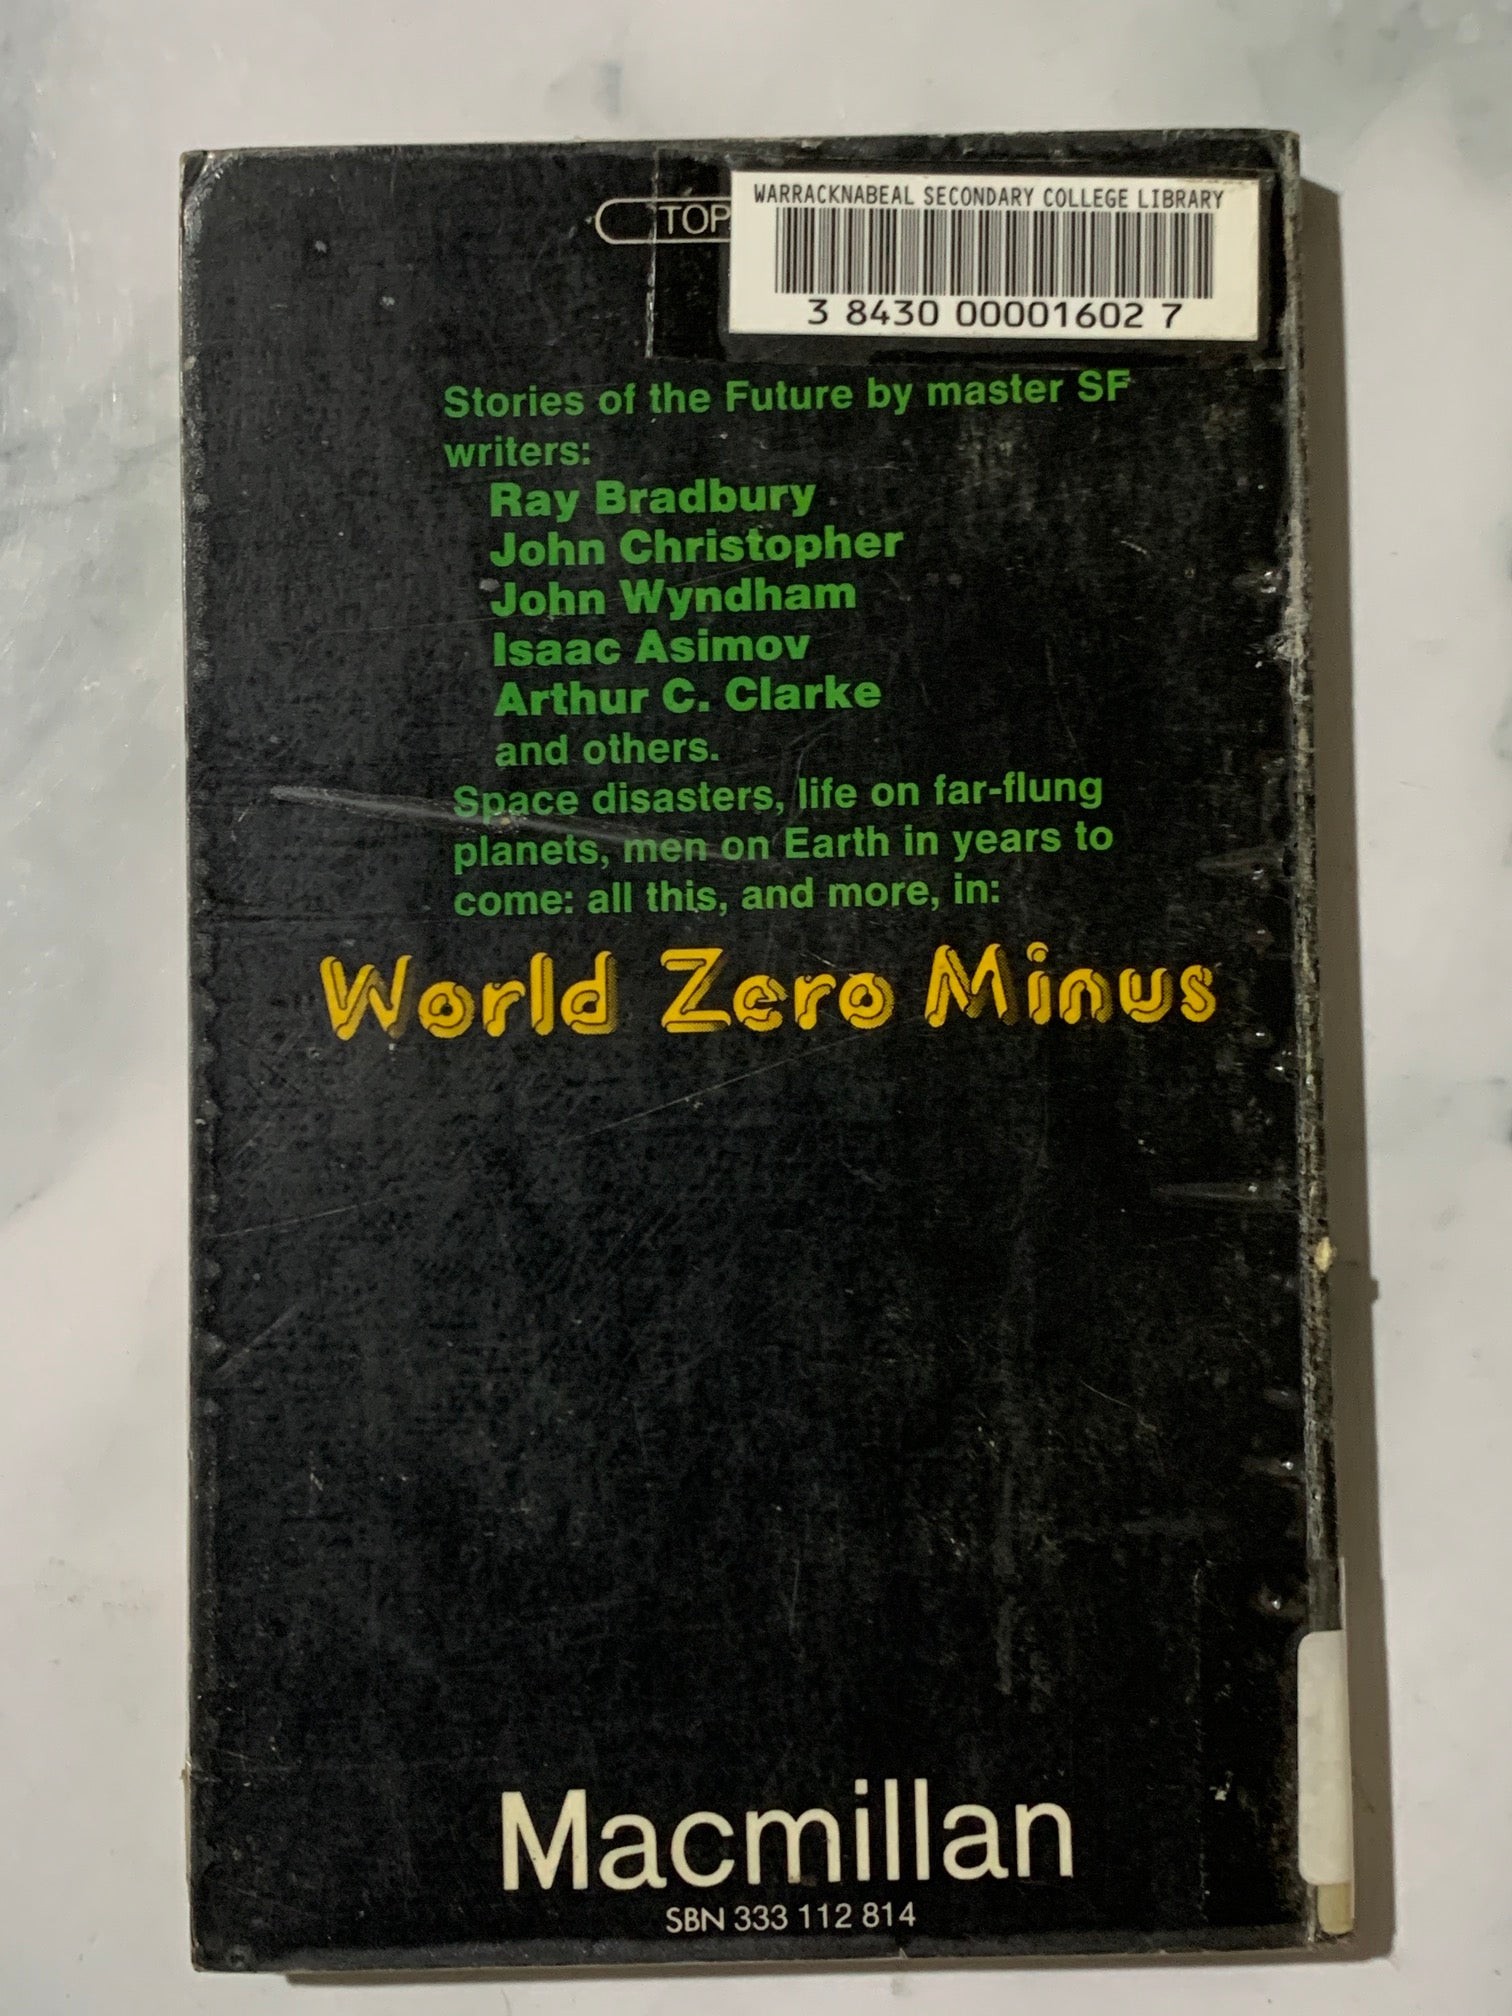 TOP
WARRACKNABEAL SECONDARY COLLEGE LIBRARY
3 8430 00001602 7
Stories of the Future by master SF
writers:
Ray Bradbury
John Christopher
John Wyndham
Isaac Asimov
Arthur C. Clarke
and others.
Space disasters, life on far-flung
planets, men on Earth in years to
come: all this, and more, in:
World Zero Minus
Macmillan
SBN 333 112 814